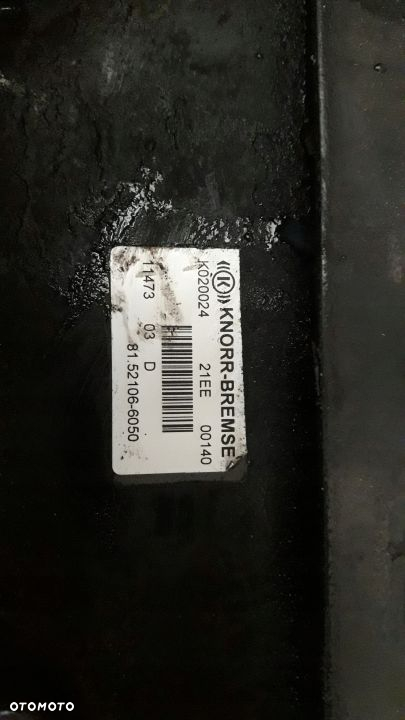 KNORR-BREMSE
K020024 21EE 00140
11473 03 D
81.52106-6050
OTOMOTO